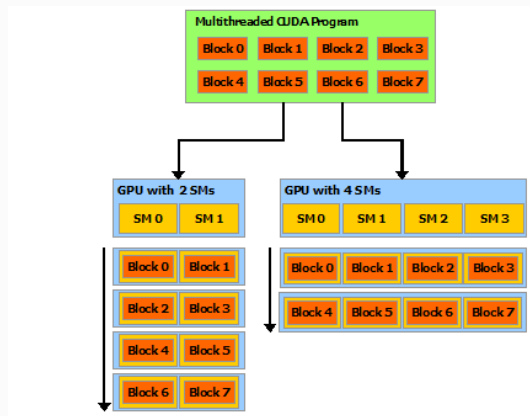 Multithreaded CUDA Program
Block 0 Block 1 Block 2 Block 3
Block 4 Block 5 Block 6 Block 7
GPU with 2 SMs
SM 0 SM 1
Block 0 Block 1
Block 2 Block 3
Block 4 Block 5
Block 6 Block 7
GPU with 4 SMs
SM 0 SM 1 SM 2 SM 3
Block 0 Block 1 Block 2 Block 3
Block 4 Block 5 Block 6 Block 7